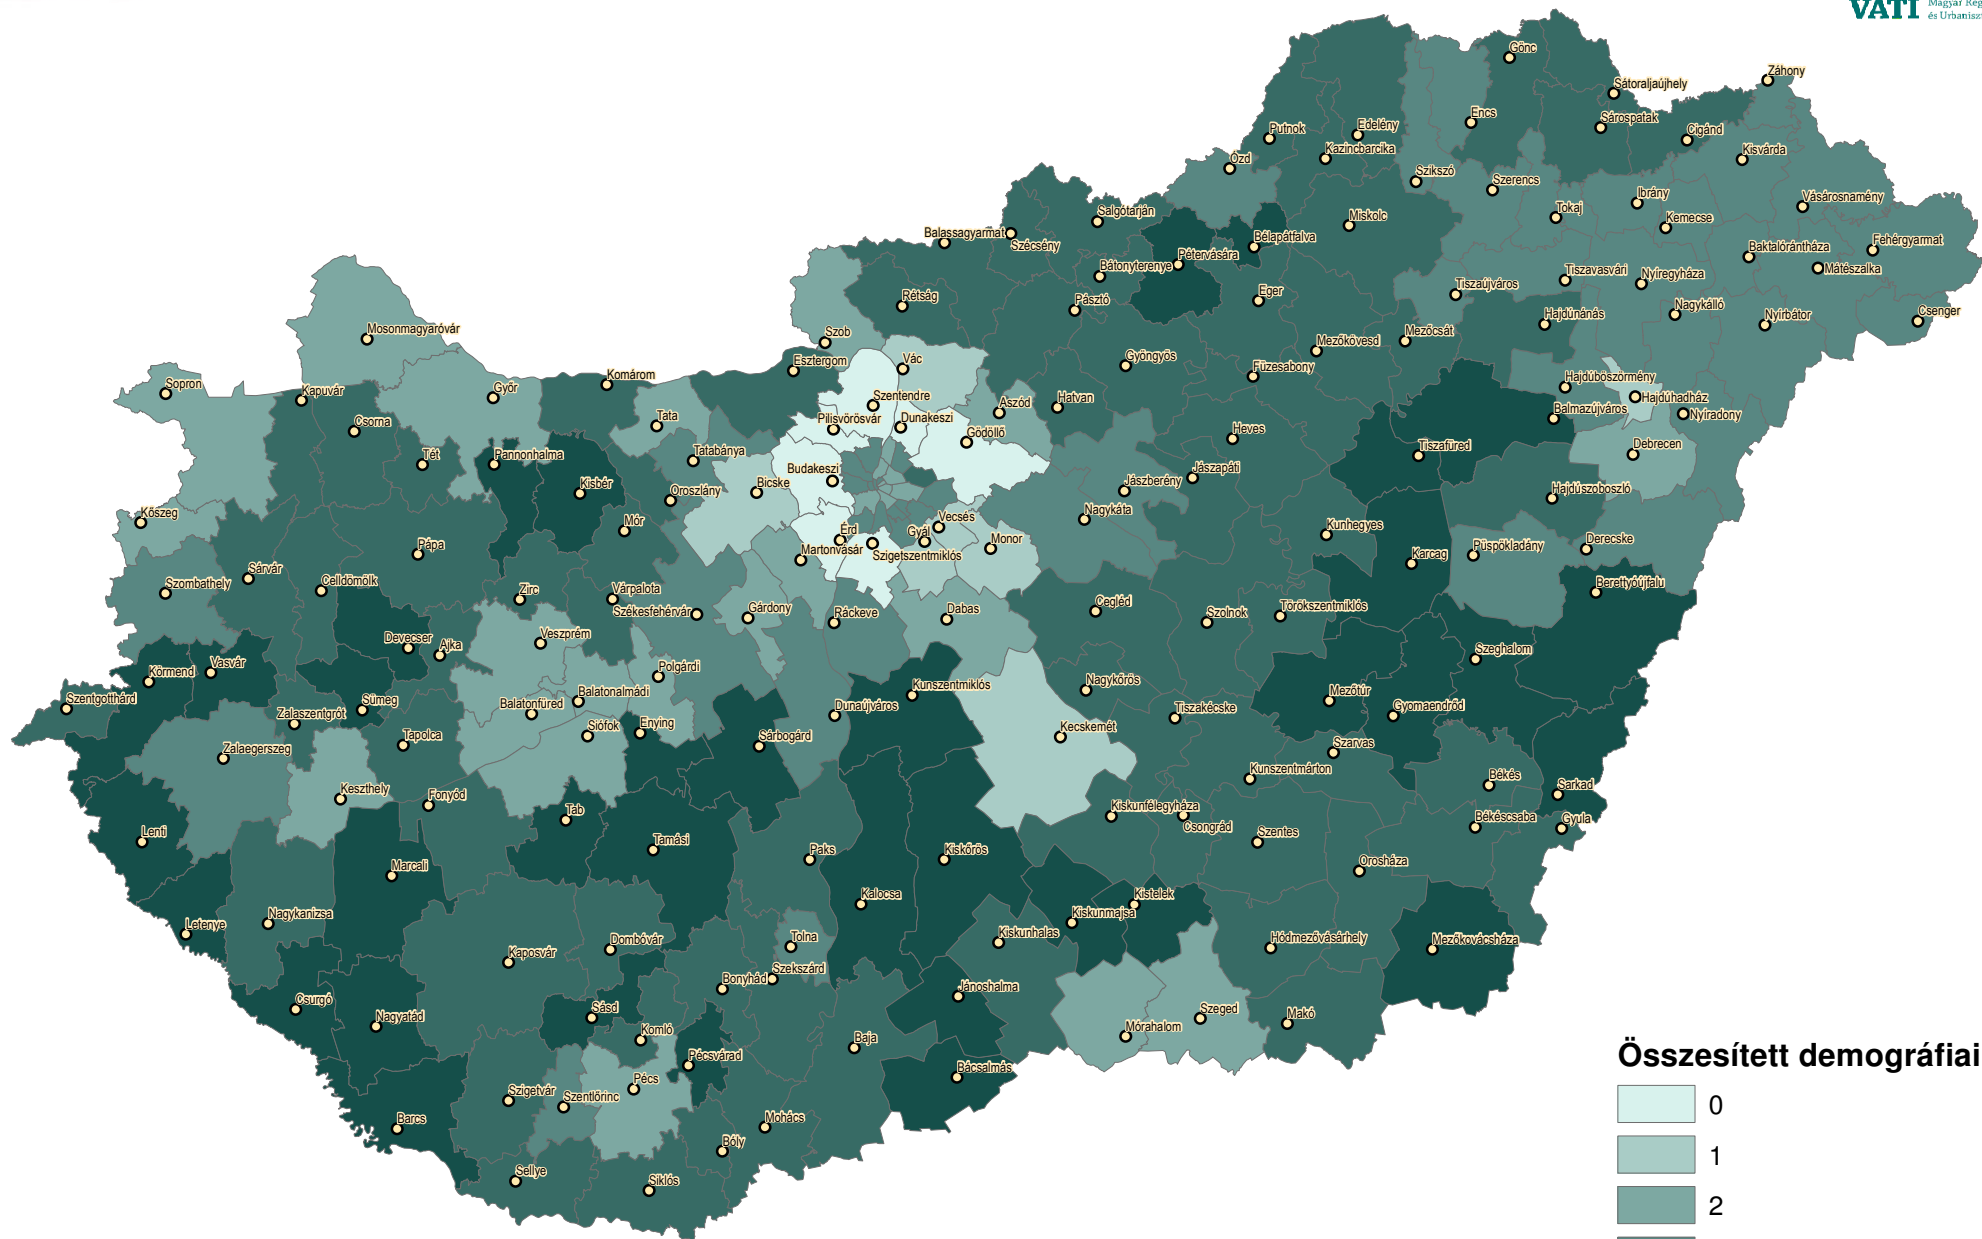 VÁTI Magyar Reg
és Urbanisz
Gönc
Záhony
Sátoraljaújhely
Encs
Sárospatak
Cigánd
Putnok
Edelény
Kazincbarcika
Kisvárda
Ózd
Szikszó
Szerencs
Ibrány
Vásárosnamény
Tokaj
Kemecse
Salgótarján
Miskolc
Balassagyarmat
Szécsény
Bélapátfalva
Pétervására
Baktalórántháza
Fehérgyarmat
Mátészalka
Bátonyterenye
Tiszavasvári
Nyíregyháza
Tiszaújváros
Eger
Rétság
Pásztó
Nagykálló
Nyírbátor
Csenger
Hajdúnánás
Mosonmagyaróvár
Szob
Mezőcsát
Mezőkövesd
Esztergom
Vác
Gyöngyös
Füzesabony
Hajdúböszörmény
Sopron
Kapuvár
Győr
Komárom
Szentendre
Aszód
Hatvan
Hajdúhadház
Balmazújváros
Nyíradony
Csorna
Tata
Pilisvörösvár
Dunakeszi
Gödöllő
Heves
Tiszafüred
Debrecen
Tét
Pannonhalma
Tatabánya
Budakeszi
Jászapáti
Kisbér
Oroszlány
Bicske
Jászberény
Hajdúszoboszló
Kőszeg
Mór
Érd
Gyál
Vecsés
Nagykáta
Kunhegyes
Pápa
Martonvásár
Szigetszentmiklós
Monor
Karcag
Püspökladány
Derecske
Szombathely
Sárvár
Celldömölk
Zirc
Várpalota
Székesfehérvár
Gárdony
Ráckeve
Dabas
Cegléd
Szolnok
Törökszentmiklós
Berettyóújfalu
Devecser
Ajka
Veszprém
Szeghalom
Körmend
Vasvár
Polgárdi
Kunszentmiklós
Nagykőrös
Mezőtúr
Szentgotthárd
Zalaszentgrót
Sümeg
Balatonfüred
Balatonalmádi
Gyomaendrőd
Siófok
Enying
Dunaújváros
Tiszakécske
Zalaegerszeg
Tapolca
Sárbogárd
Kecskemét
Szarvas
Keszthely
Fonyód
Kunszentmárton
Békés
Sarkad
Lenti
Tab
Tamási
Kiskunfélegyháza
Csongrád
Szentes
Békéscsaba
Gyula
Marcali
Paks
Kiskőrös
Orosháza
Letenye
Nagykanizsa
Kalocsa
Kiskunmajsa
Kistelek
Kaposvár
Dombóvár
Tolna
Kiskunhalas
Hódmezővásárhely
Mezőkovácsháza
Bonyhád
Szekszárd
Csurgó
Nagyatád
Sásd
Jánoshalma
Szeged
Makó
Komló
Pécsvárad
Baja
Mórahalom
Összesített demográfiai
Szigetvár
Szentlőrinc
Pécs
Bácsalmás
0
Barcs
Mohács
Bóly
1
Sellye
Siklós
2